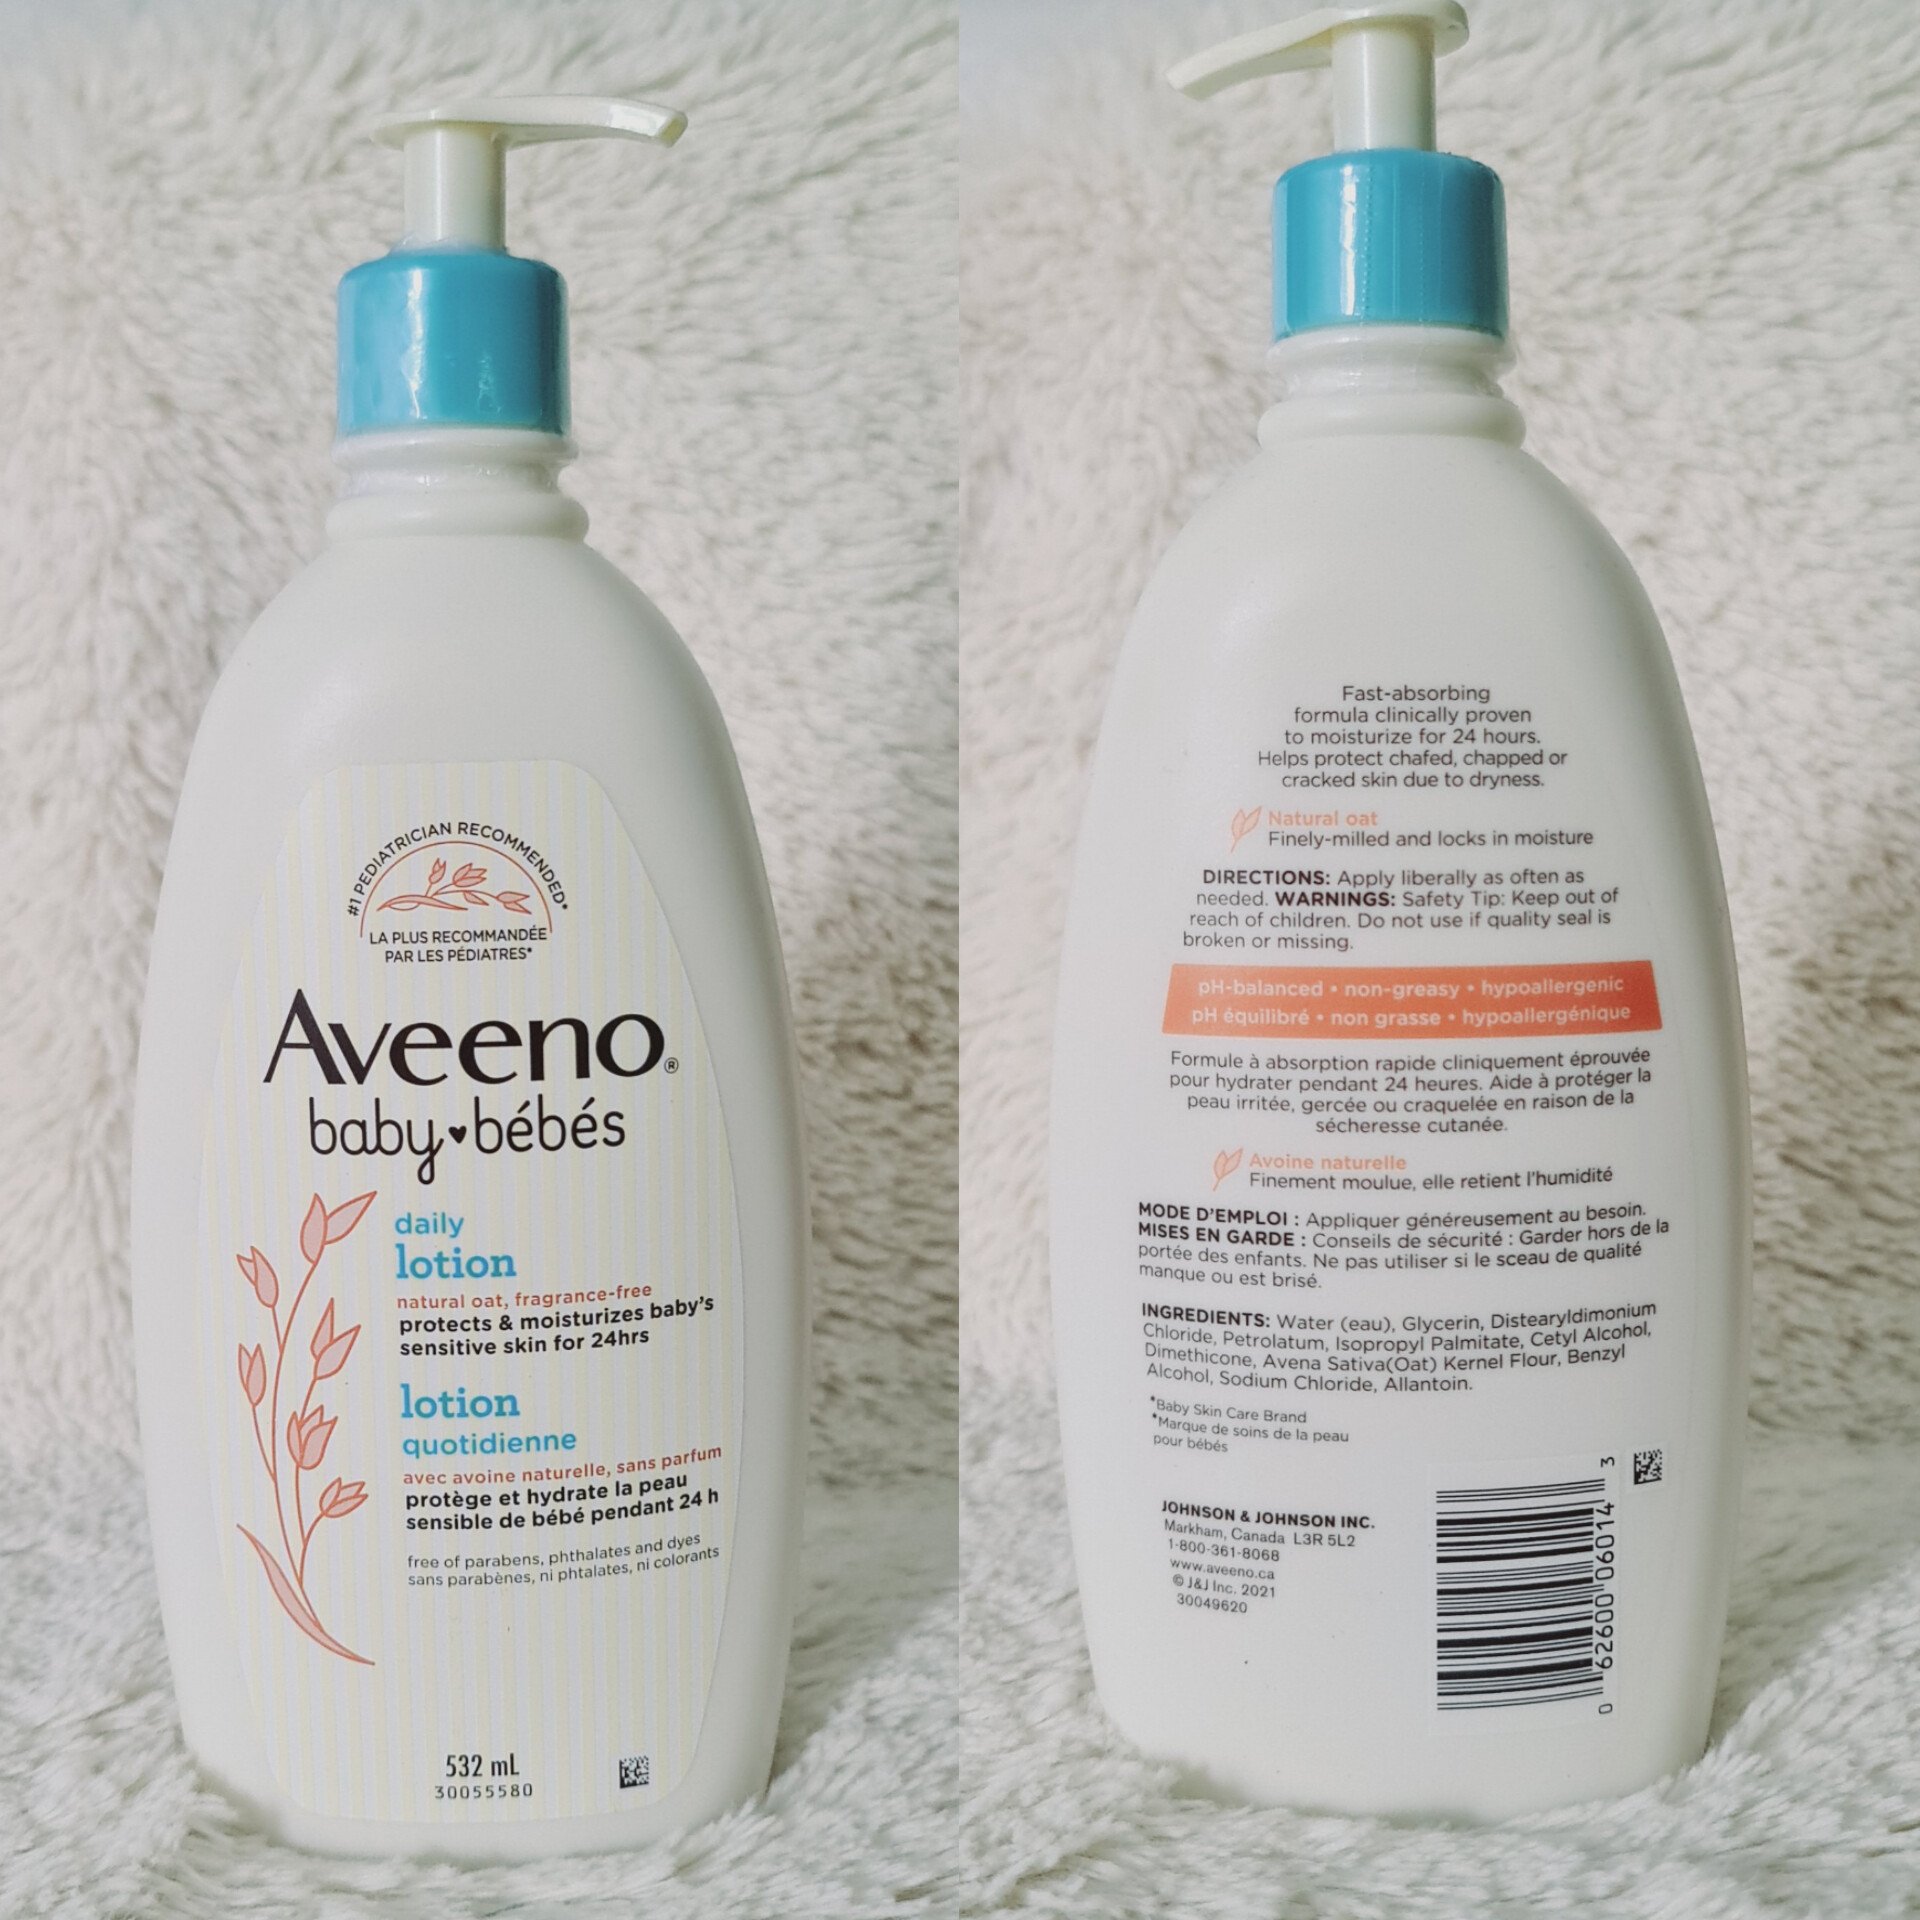 #1 PEDIATRICIAN RECOMMENDED*
LA PLUS RECOMMANDÉE
PAR LES PÉDIATRES*
Aveeno®
baby♥bébés
daily
lotion
natural oat, fragrance-free
protects & moisturizes baby's
sensitive skin for 24hrs
lotion
quotidienne
avec avoine naturelle, sans parfum
protège et hydrate la peau
sensible de bébé pendant 24 h
free of parabens, phthalates and dyes
sans parabènes, ni phtalates, ni colorants
532 mL
30055580
Fast-absorbing
formula clinically proven
to moisturize for 24 hours.
Helps protect chafed, chapped or
cracked skin due to dryness.
Natural oat
Finely-milled and locks in moisture
DIRECTIONS: Apply liberally as often as
needed. WARNINGS: Safety Tip: Keep out of
reach of children. Do not use if quality seal is
broken or missing.
pH-balanced • non-greasy • hypoallergenic
pH équilibré • non grasse • hypoallergénique
Formule à absorption rapide cliniquement éprouvée
pour hydrater pendant 24 heures. Aide à protéger la
peau irritée, gercée ou craquelée en raison de la
sécheresse cutanée.
Avoine naturelle
Finement moulue, elle retient l'humidité
MODE D'EMPLOI : Appliquer généreusement au besoin.
MISES EN GARDE : Conseils de sécurité : Garder hors de la
portée des enfants. Ne pas utiliser si le sceau de qualité
manque ou est brisé.
INGREDIENTS: Water (eau), Glycerin, Distearyldimonium
Chloride, Petrolatum, Isopropyl Palmitate, Cetyl Alcohol,
Dimethicone, Avena Sativa(Oat) Kernel Flour, Benzyl
Alcohol, Sodium Chloride, Allantoin.
*Baby Skin Care Brand
*Marque de soins de la peau
pour bébés
JOHNSON & JOHNSON INC.
Markham, Canada L3R 5L2
1-800-361-8068
www.aveeno.ca
© J&J Inc. 2021
30049620
0 62600 06014 3